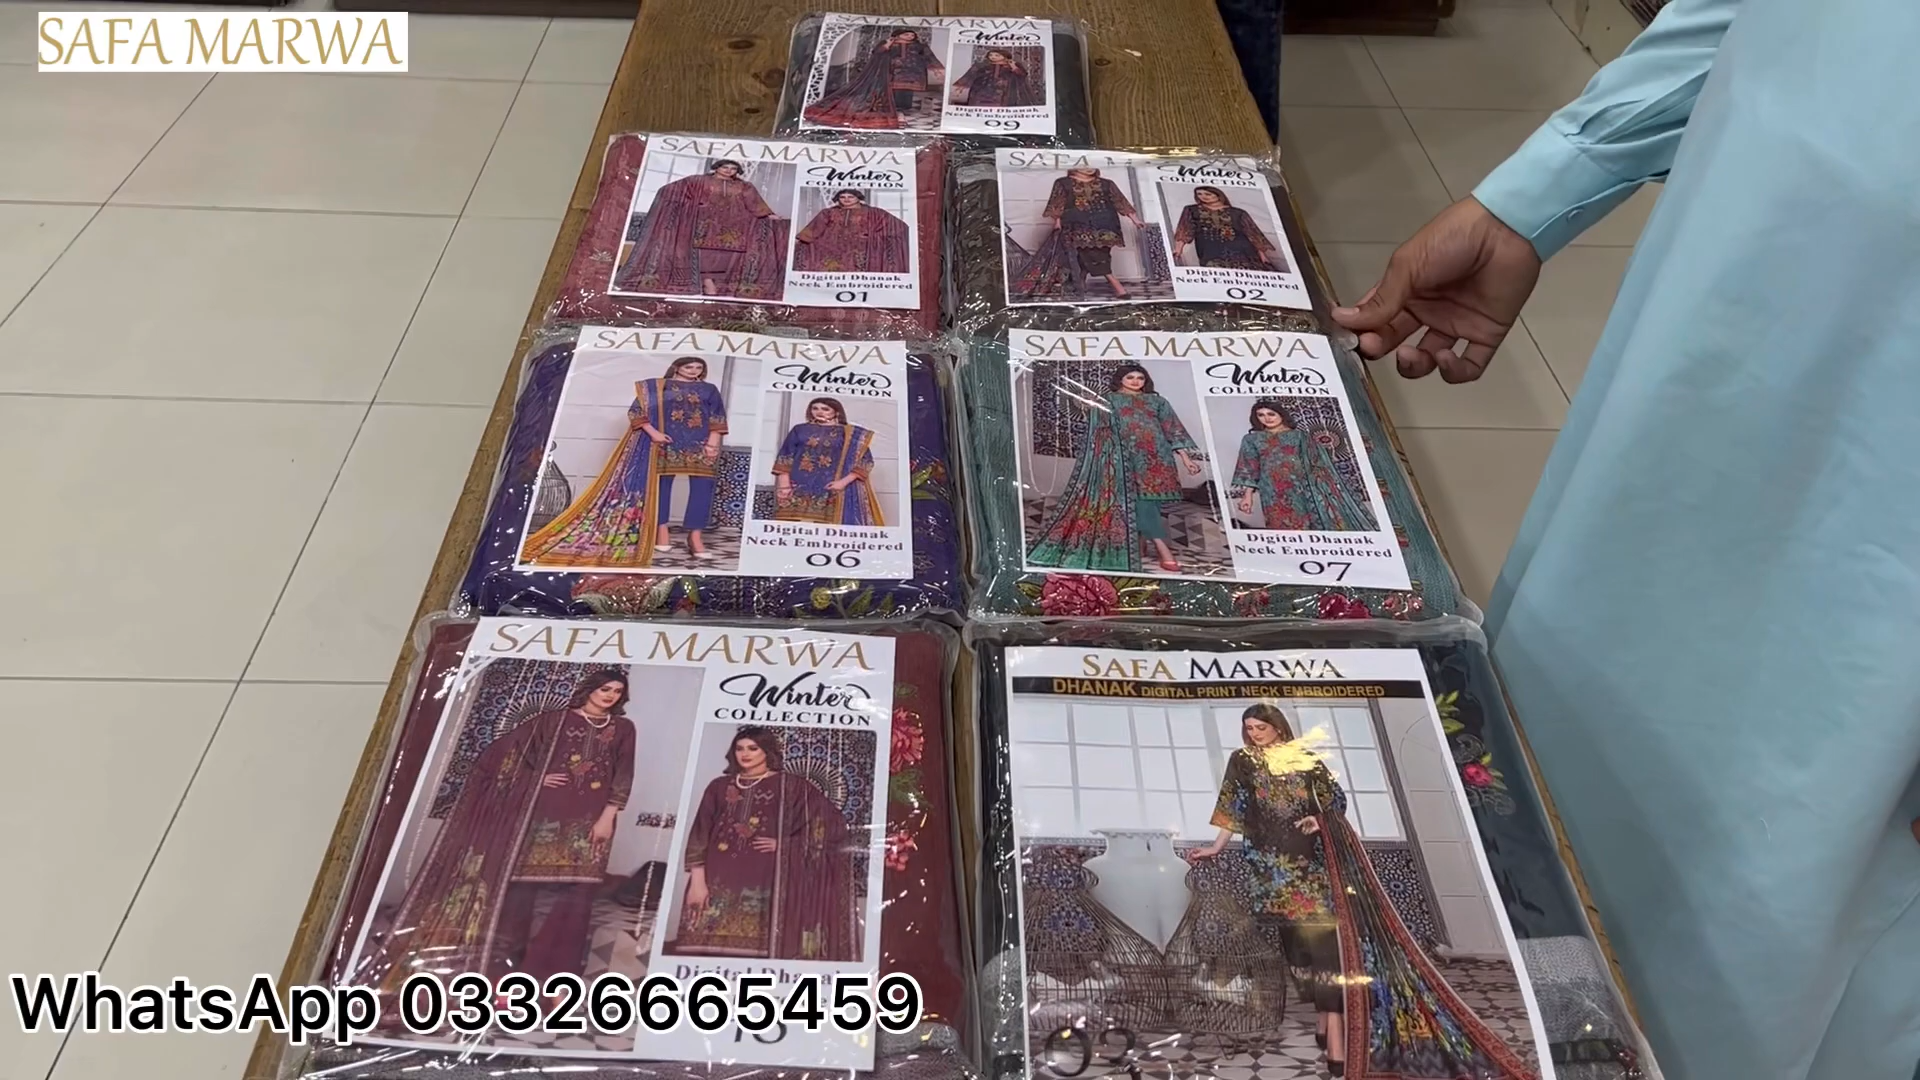 SAFA MARWA
SAFA MARWA
Winter
COLLECTION
Digital Dhanak
Neck Embroidered
09
SAFA MARWA
Winter
COLLECTION
Digital Dhanak
Neck Embroidered
01
SAFA
Winter
COLLECTION
Digital Dhanak
Neck Embroidered
02
SAFA MARWA
Winter
COLLECTION
Digital Dhanak
Neck Embroidered
06
SAFA MARWA
Winter
COLLECTION
Digital Dhanak
Neck Embroidered
07
SAFA MARWA
Winter
COLLECTION
Digital Dhanak
SAFA MARWA
DHANAK DIGITAL PRINT NECK EMBROIDERED
03
WhatsApp 03326665459